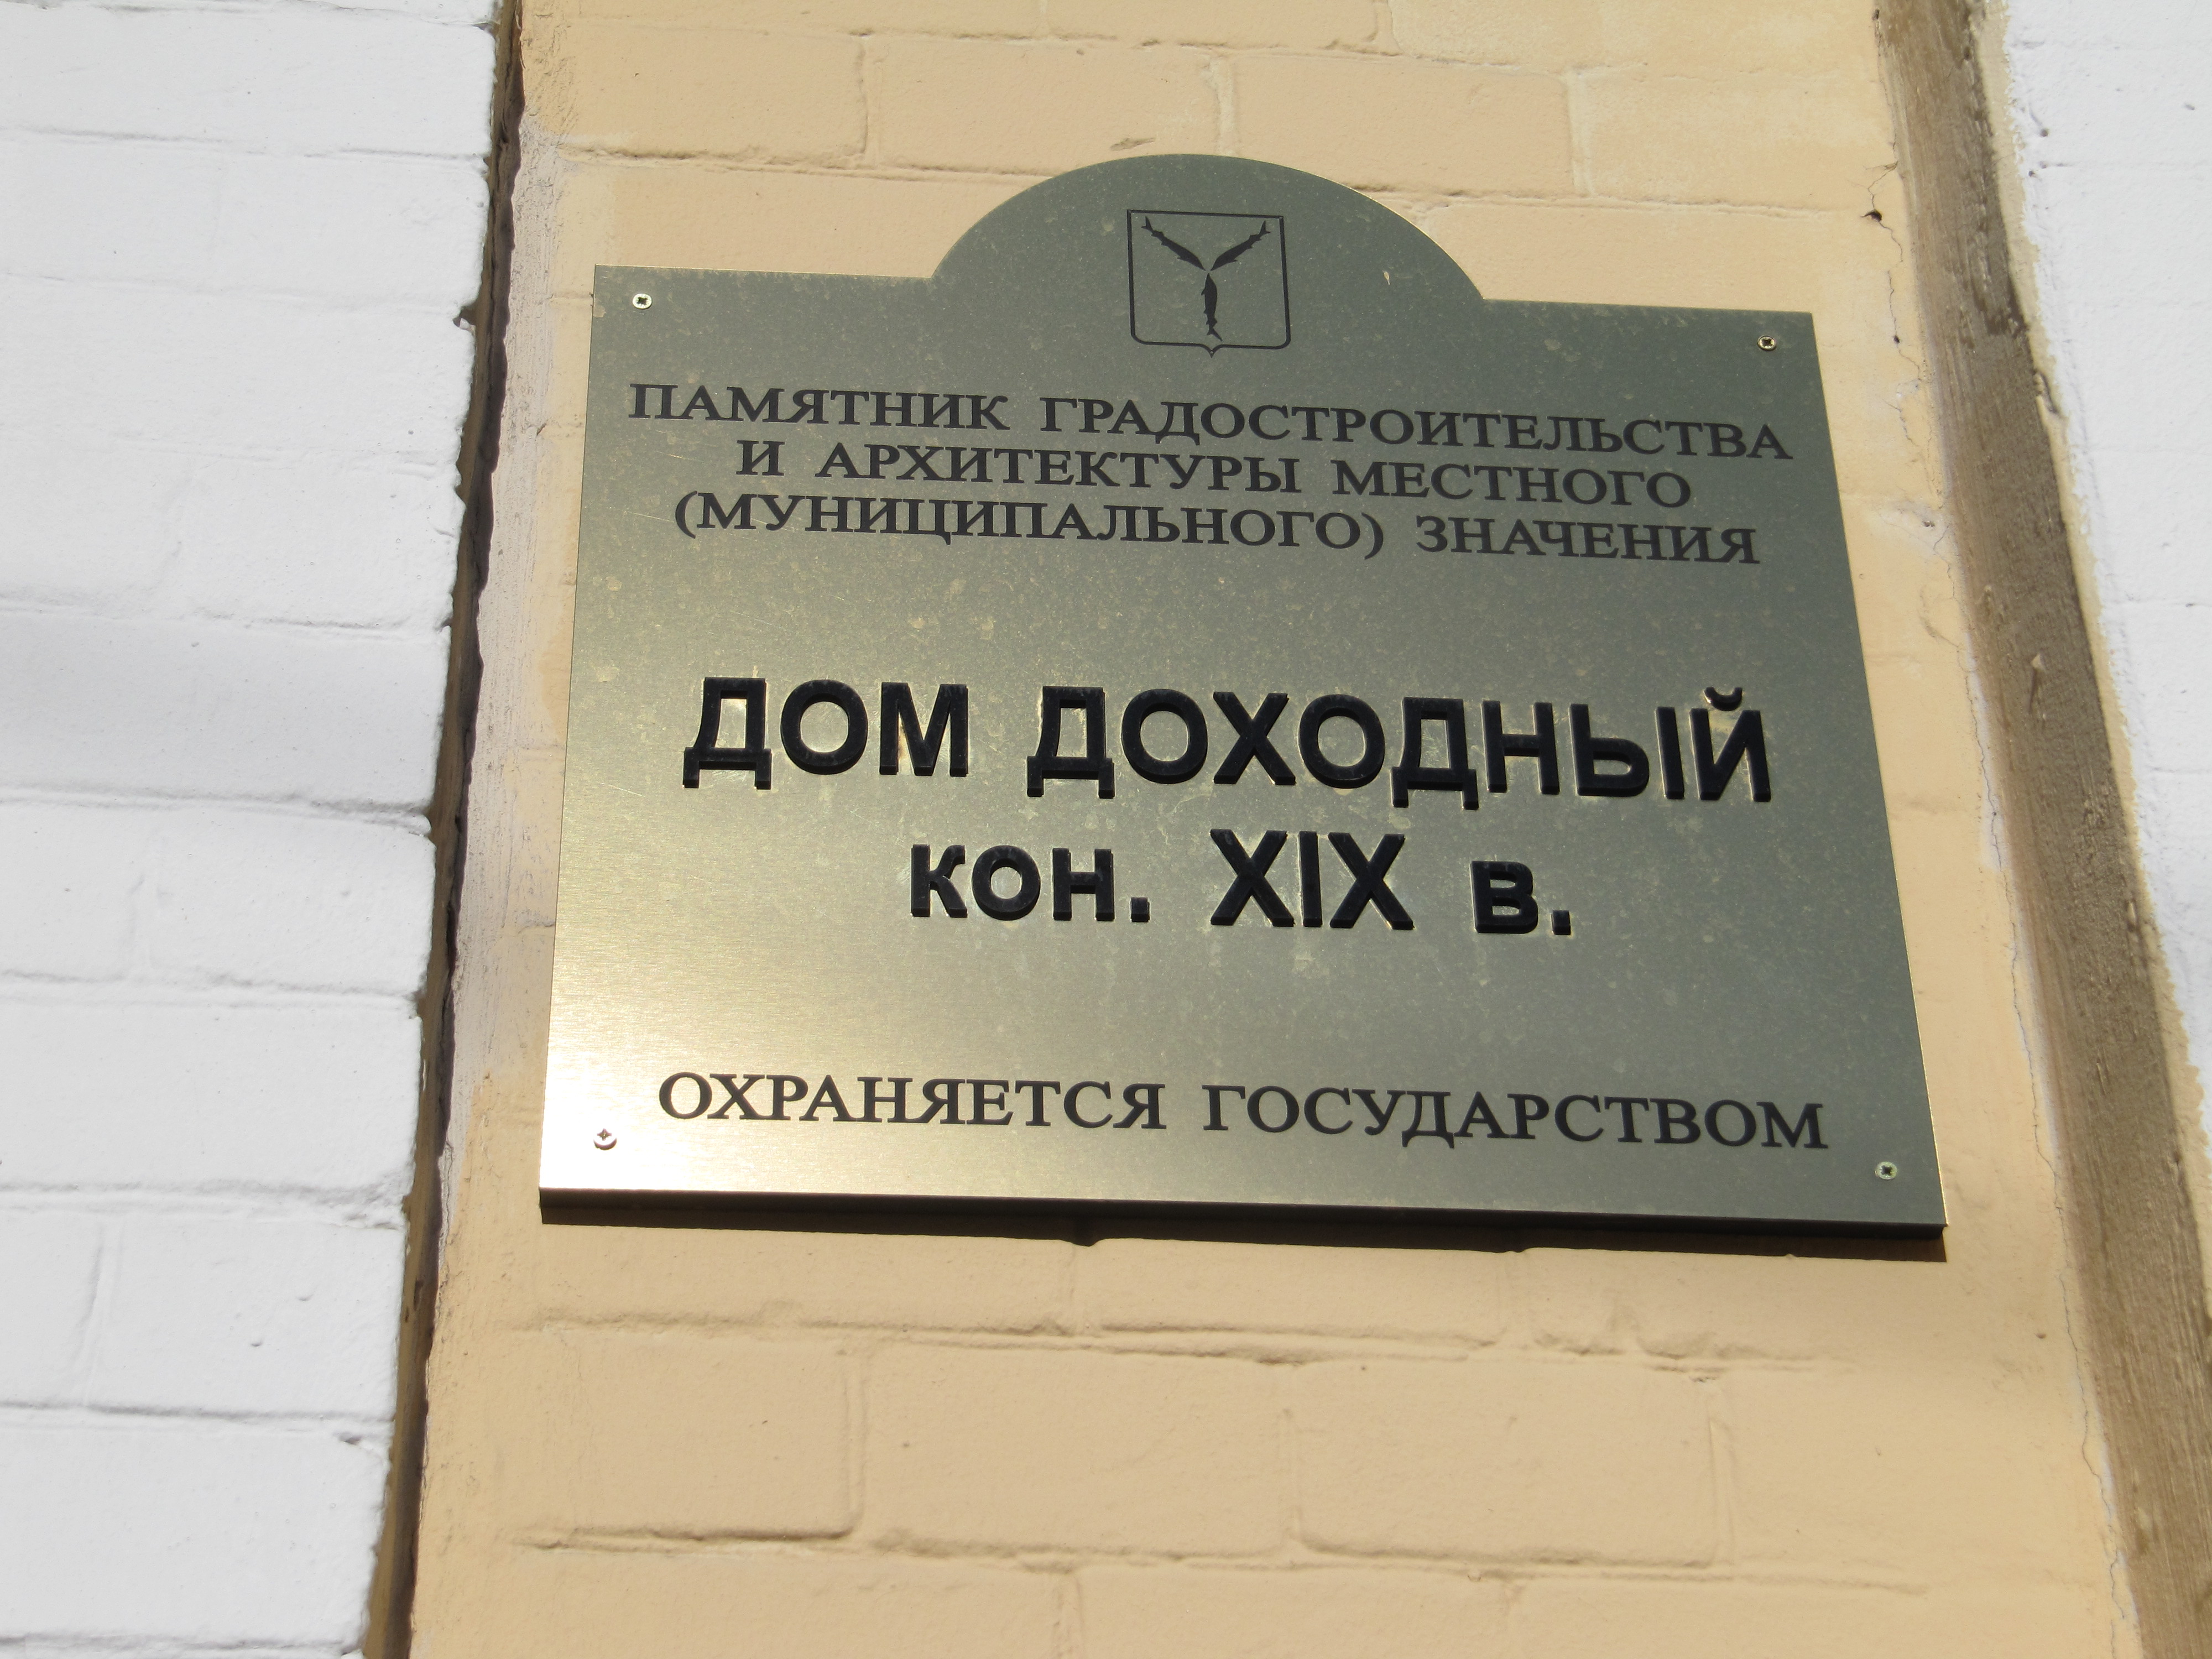 ПАМЯТНИК ГРАДОСТРОИТЕЛЬСТВА
И АРХИТЕКТУРЫ МЕСТНОГО
(МУНИЦИПАЛЬНОГО) ЗНАЧЕНИЯ
ДОМ ДОХОДНЫЙ
кон. XIX в.
ОХРАНЯЕТСЯ ГОСУДАРСТВОМ